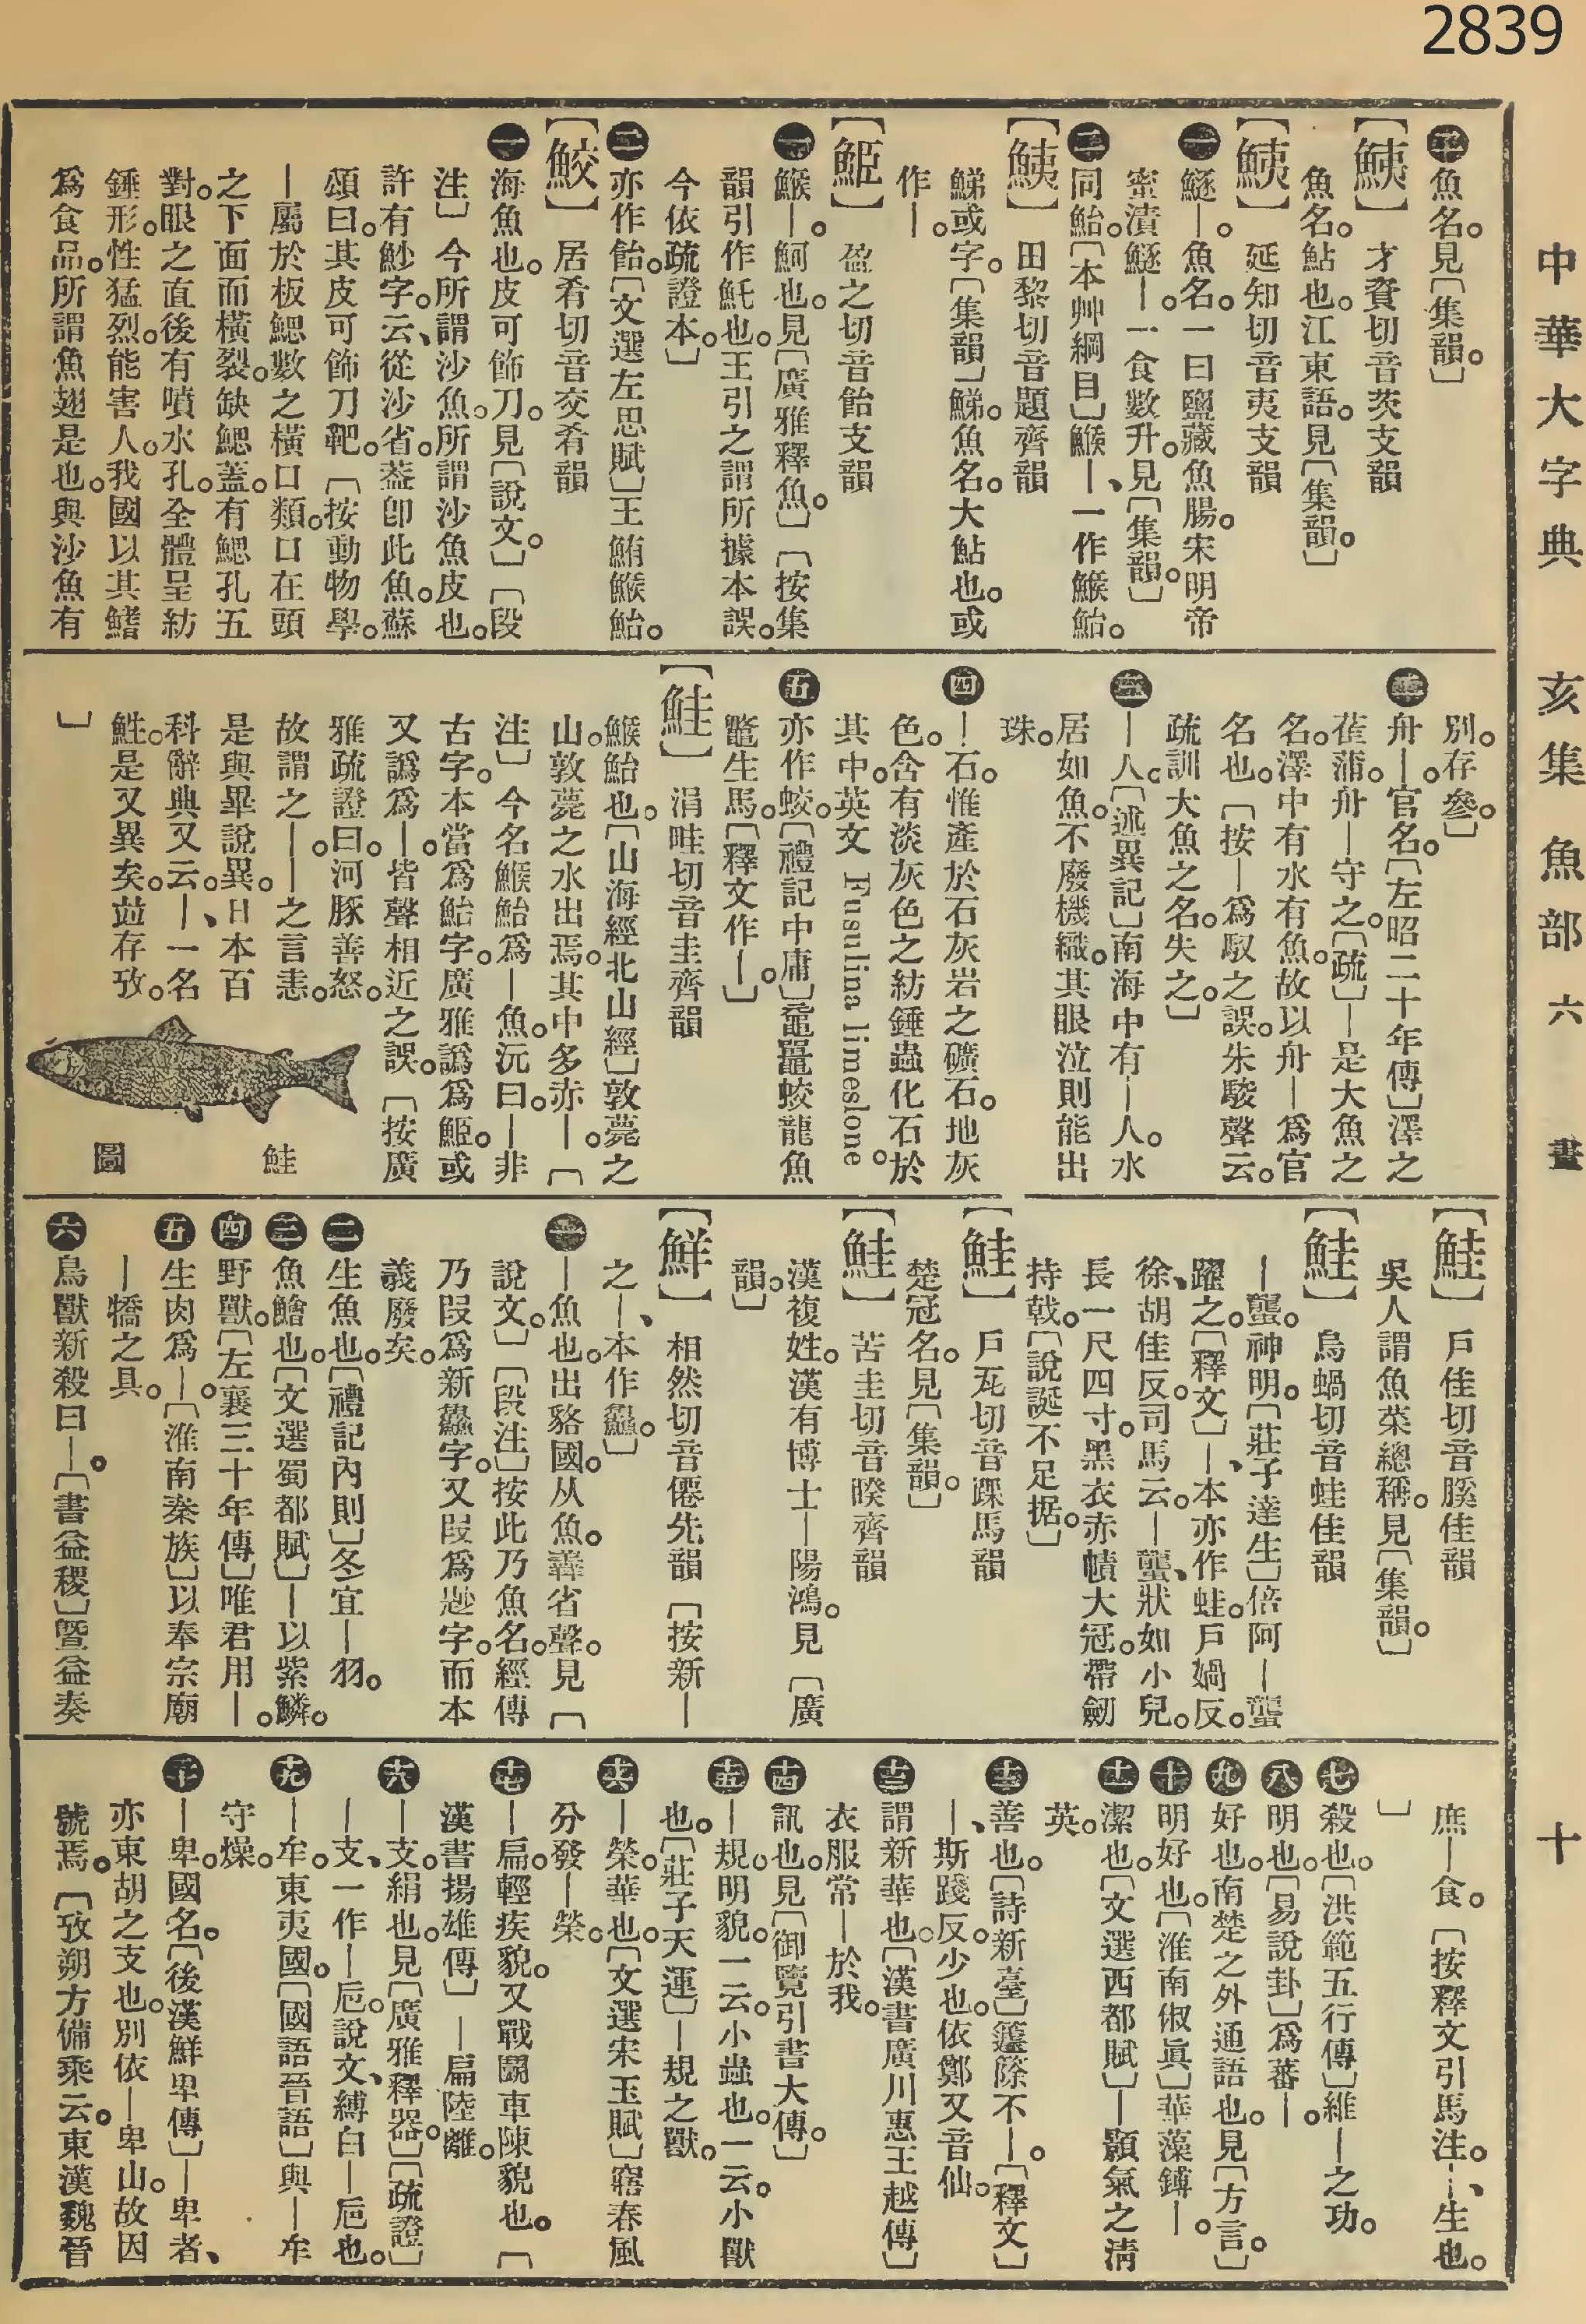 2839
中華大字典 亥集 魚部 六畫 十
㊁魚名。見〔集韻。〕
【鮧】 才資切音茨支韻
魚名。鮎也。江東語。見〔集韻。〕
【鮧】 延知切音夷支韻
㊀鱁—。魚名。一曰鹽藏魚腸。宋明帝
蜜漬鱁—。一食數升。見〔集韻。〕
㊁同鮐。〔本艸綱目〕鯸—、一作鯸鮐。
【鮧】 田黎切音題齊韻
鮷或字。〔集韻〕鮷。魚名。大鮎也。或
作—。
【䱌】 盈之切音飴支韻
㊀鯸—。魺也。見〔廣雅釋魚。〕〔按集
韻引作魠也。王引之謂所據本誤。
今依疏證本。〕
㊁亦作飴。〔文選左思賦〕王鮪鯸鮐。
【鮫】 居肴切音交肴韻
㊀海魚也。皮可飾刀。見〔說文。〕〔段
注〕今所謂沙魚。所謂沙魚皮也。
許有魦字。云、從沙省。葢卽此魚。蘇
頌曰。其皮可飾刀靶。〔按動物學。
—屬於板鰓類之橫口類。口在頭
之下面而橫裂。缺鰓蓋。有鰓孔五
對。眼之直後有噴水孔。全體呈紡
錘形。性猛烈。能害人。我國以其鰭
爲食品。所謂魚翅是也。與沙魚有
別。存參。〕
㊂舟—。官名。〔左昭二十年傳〕澤之
萑蒲。舟—守之。〔疏〕—是大魚之
名。澤中有水有魚。故以舟—爲官
名也。〔按—爲馭之誤。朱駿聲云。
疏訓大魚之名。失之。〕
㊂—人。〔述異記〕南海中有—人。水
居如魚。不廢機織。其眼泣則能出
珠。
㊃—石。惟產於石灰岩之礦石。地灰
色。含有淡灰色之紡錘蟲化石於
其中。英文 Fusulina limeslone。
㊄亦作蛟。〔禮記中庸〕黿鼉蛟龍魚
鼈生焉。〔釋文作—。〕
【鮭】 涓畦切音圭齊韻
鯸鮐也。〔山海經北山經〕敦薨之
山。敦薨之水出焉。其中多赤—。〔
注〕今名鯸鮐爲—魚。沅曰。—非
古字。本當爲鮐字。廣雅譌爲䱌。或
又譌爲—。皆聲相近之誤。〔按廣
雅疏證曰。河豚善怒。
故謂之—。—之言恚。
是與畢說異。日本百
科辭典又云。—、一名
鮏。是又異矣。竝存攷。
〕
鮭圖
【鮭】 戶佳切音膎佳韻
吳人謂魚菜總稱。見〔集韻。〕
【鮭】 烏蝸切音蛙佳韻
—蠪。神明。〔莊子達生〕倍阿—蠪
躍之。〔釋文〕—、本亦作蛙。戶媧反。
徐、胡佳反。司馬云。—蠪、狀如小兒。
長一尺四寸。黑衣赤幘大冠。帶劒
持戟。〔說誕不足据。〕
【鮭】 戶瓦切音踝馬韻
楚冠名。見〔集韻。〕
【鮭】 苦圭切音睽齊韻
漢複姓。漢有博士—陽鴻。見〔廣
韻。〕
【鮮】 相然切音僊先韻〔按新—
之—、本作鱻。〕
㊀—魚也。出貉國。从魚。羴省聲。見〔
說文。〕〔段注〕按此乃魚名。經傳
乃叚爲新鱻字。又叚爲尟字。而本
義廢矣。
㊁生魚也。〔禮記內則〕冬宜—羽。
㊂魚鱠也。〔文選蜀都賦〕—以紫鱗。
㊃野獸。〔左襄三十年傳〕唯君用—。
㊄生肉爲—。〔淮南泰族〕以奉宗廟
—犞之具。
㊅鳥獸新殺曰—。〔書益稷〕曁益奏
庶—食。〔按釋文引馬注。—、生也。
〕
㊆殺也。〔洪範五行傳〕維—之功。
㊇明也。〔易說卦〕爲蕃—。
㊈好也。南楚之外通語也。見〔方言。〕
㊉明好也。〔淮南俶眞〕華藻鎛—。
⓫潔也。〔文選西都賦〕—顥氣之淸
英。
⓬善也。〔詩新臺〕籧篨不—。〔釋文〕
—、斯踐反。少也。依鄭又音仙。
⓭謂新華也。〔漢書廣川惠王越傳〕
衣服常—於我。
⓮訊也。見〔御覽引書大傳。〕
⓯—規。明貌。一云。小蟲也。一云。小獸
也。〔莊子天運〕—規之獸。
⓰—榮。華也。〔文選宋玉賦〕寤春風
分發—榮。
⓱—扁。輕疾貌。又戰鬭車陳貌也。〔
漢書揚雄傳〕—扁陸離。
⓲—支。絹也。見〔廣雅釋器。〕〔疏證〕
—支、一作—巵。說文、縛、白—巵也。
⓳—牟。東夷國。〔國語晉語〕與—牟
守燎。
⓴—卑。國名。〔後漢鮮卑傳〕—卑者、
亦東胡之支也。別依—卑山。故因
號焉。〔攷朔方備乘云。東漢魏晉